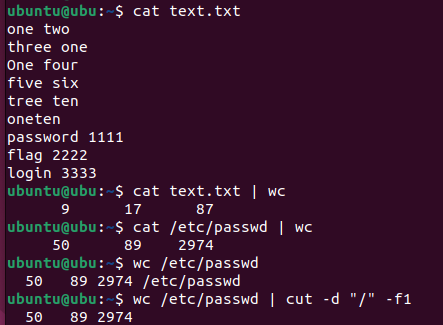 ubuntu@ubu:~$ cat text.txt
one two
three one
One four
five six
tree ten
oneten
password 1111
flag 2222
login 3333
ubuntu@ubu:~$ cat text.txt | wc
      9      17      87
ubuntu@ubu:~$ cat /etc/passwd | wc
     50      89    2974
ubuntu@ubu:~$ wc /etc/passwd
  50   89 2974 /etc/passwd
ubuntu@ubu:~$ wc /etc/passwd | cut -d "/" -f1
  50   89 2974